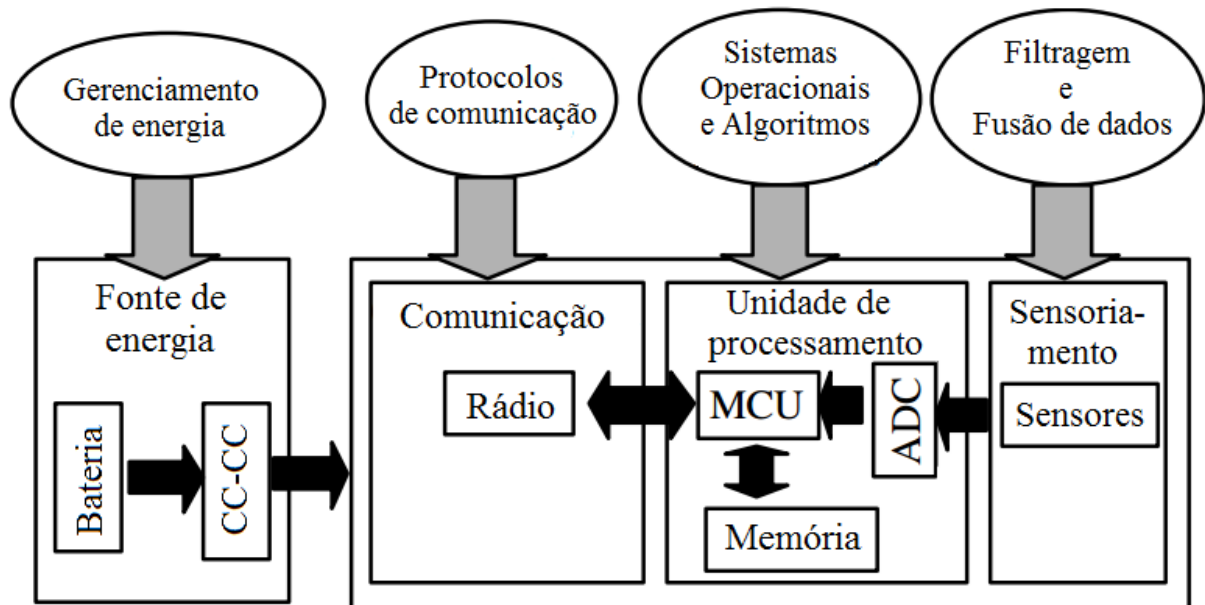 Gerenciamento
de energia
Protocolos
de comunicação
Sistemas
Operacionais
e Algoritmos
Filtragem
e
Fusão de dados
Fonte de
energia
Bateria
CC-CC
Comunicação
Rádio
Unidade de
processamento
MCU
ADC
Memória
Sensoria-
mento
Sensores